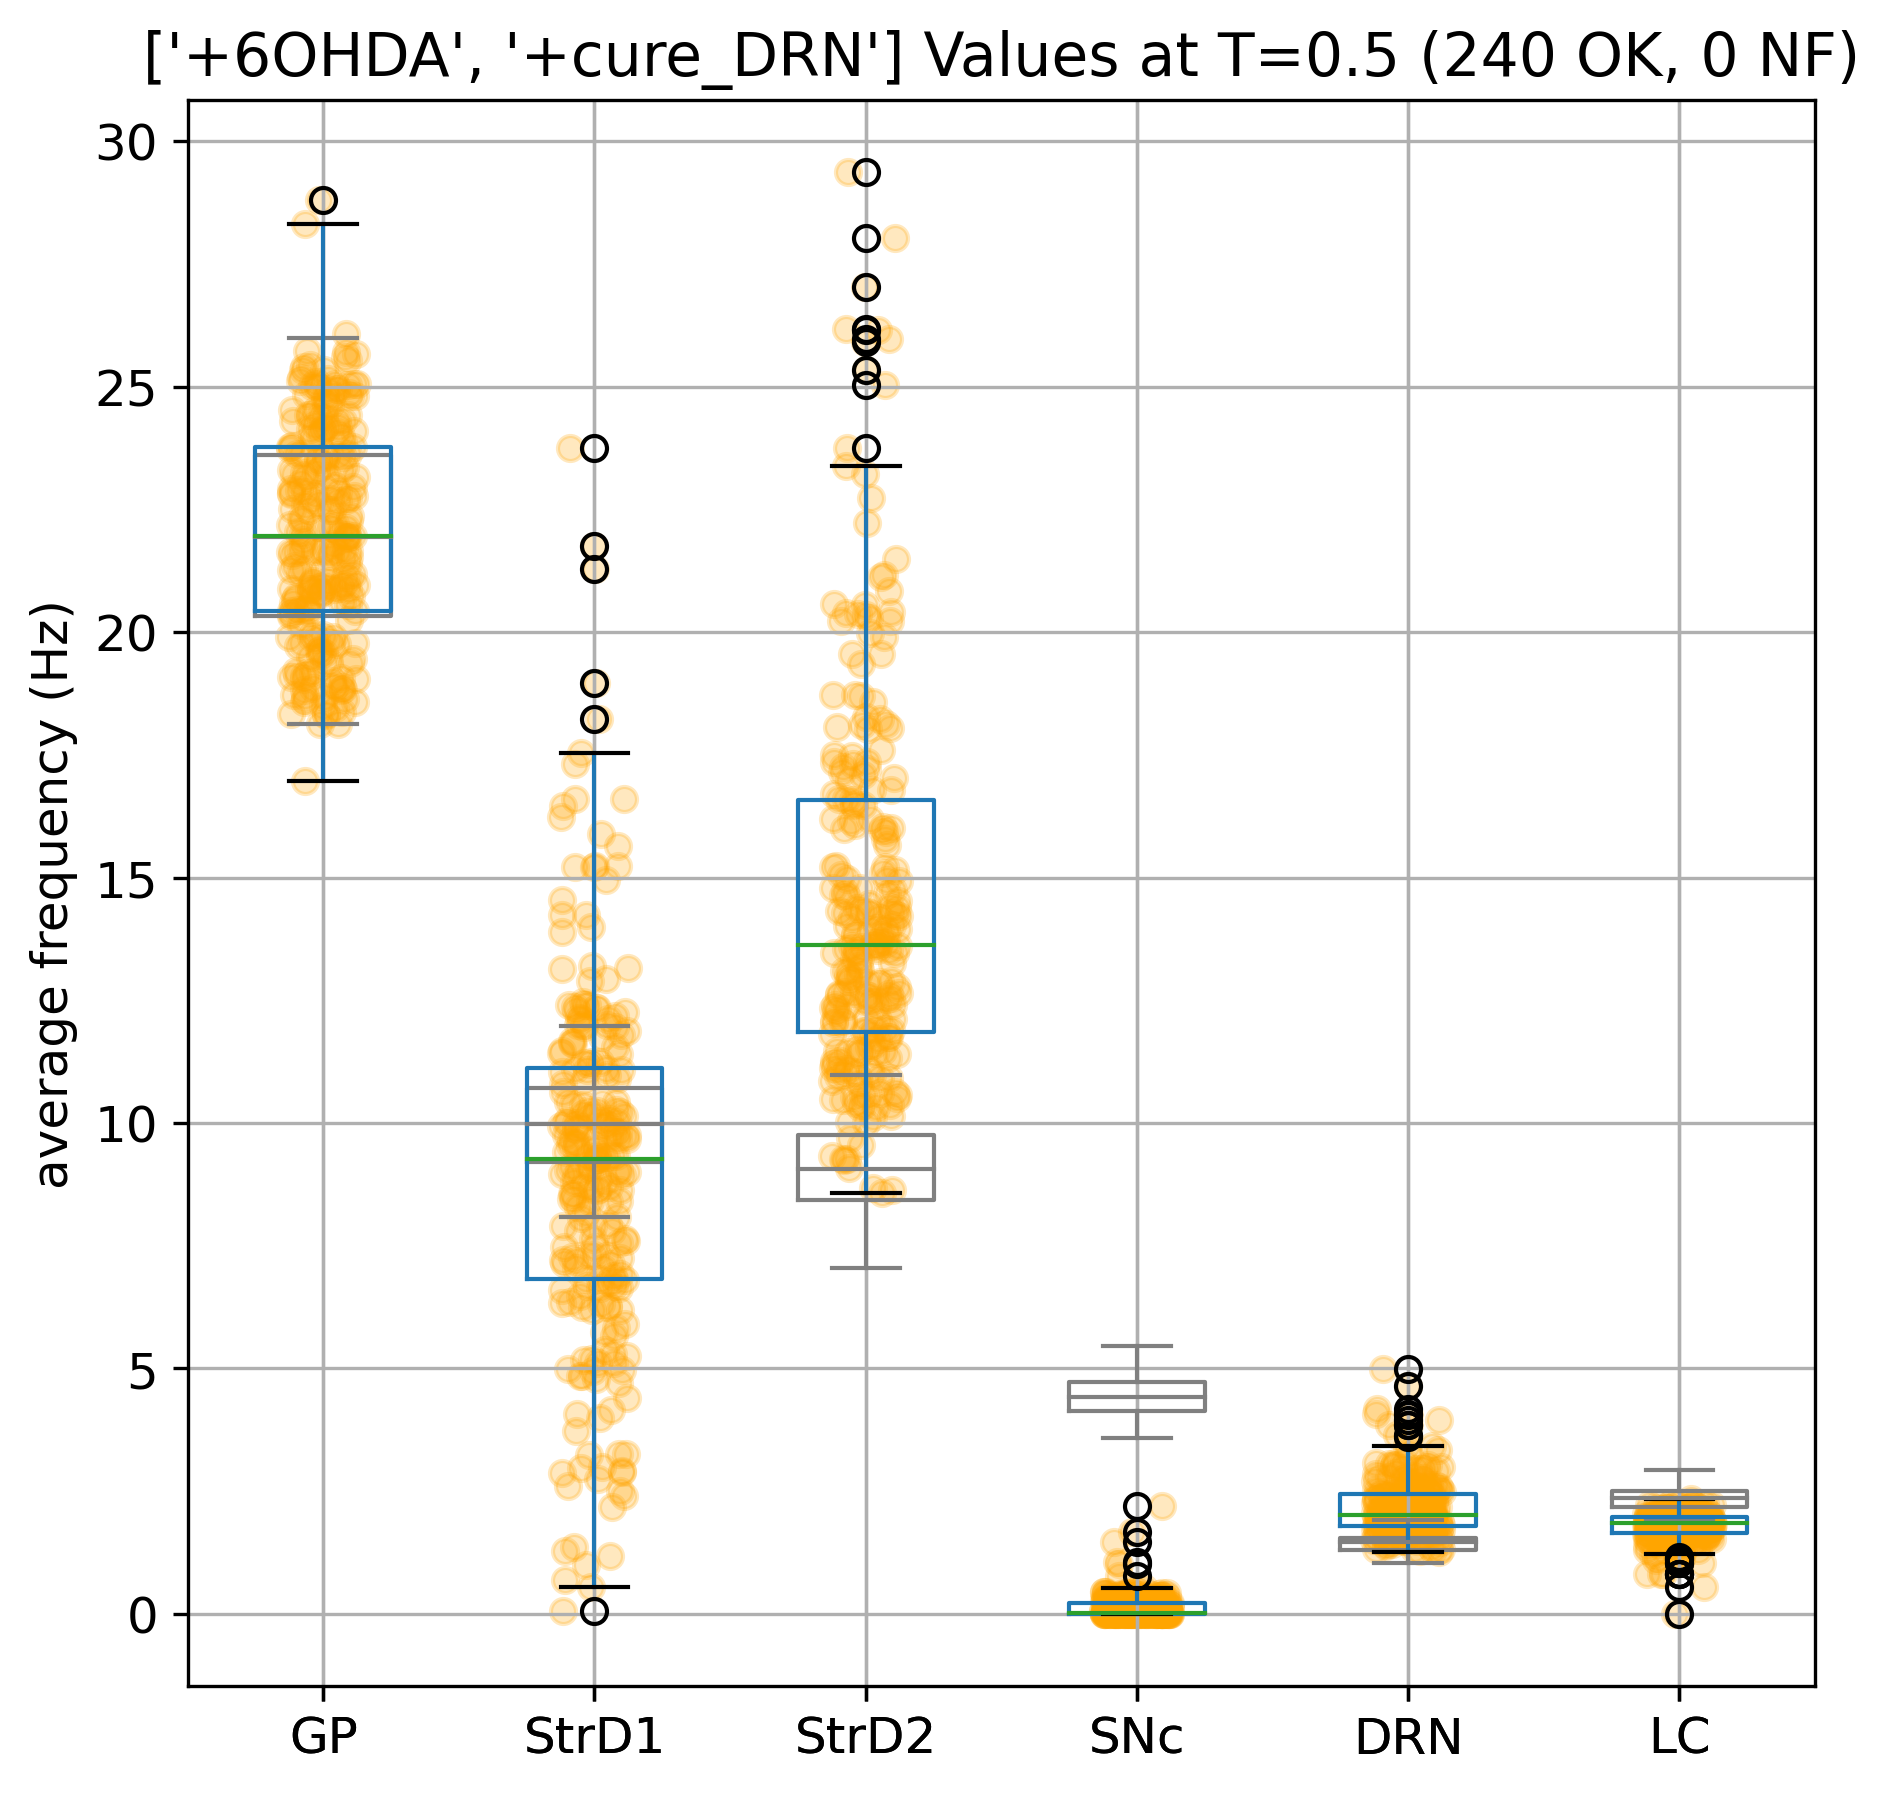 ['+6OHDA', '+cure_DRN'] Values at T=0.5 (240 OK, 0 NF)
average frequency (Hz)
30
25
20
15
10
5
0
GP StrD1 StrD2 SNc DRN LC